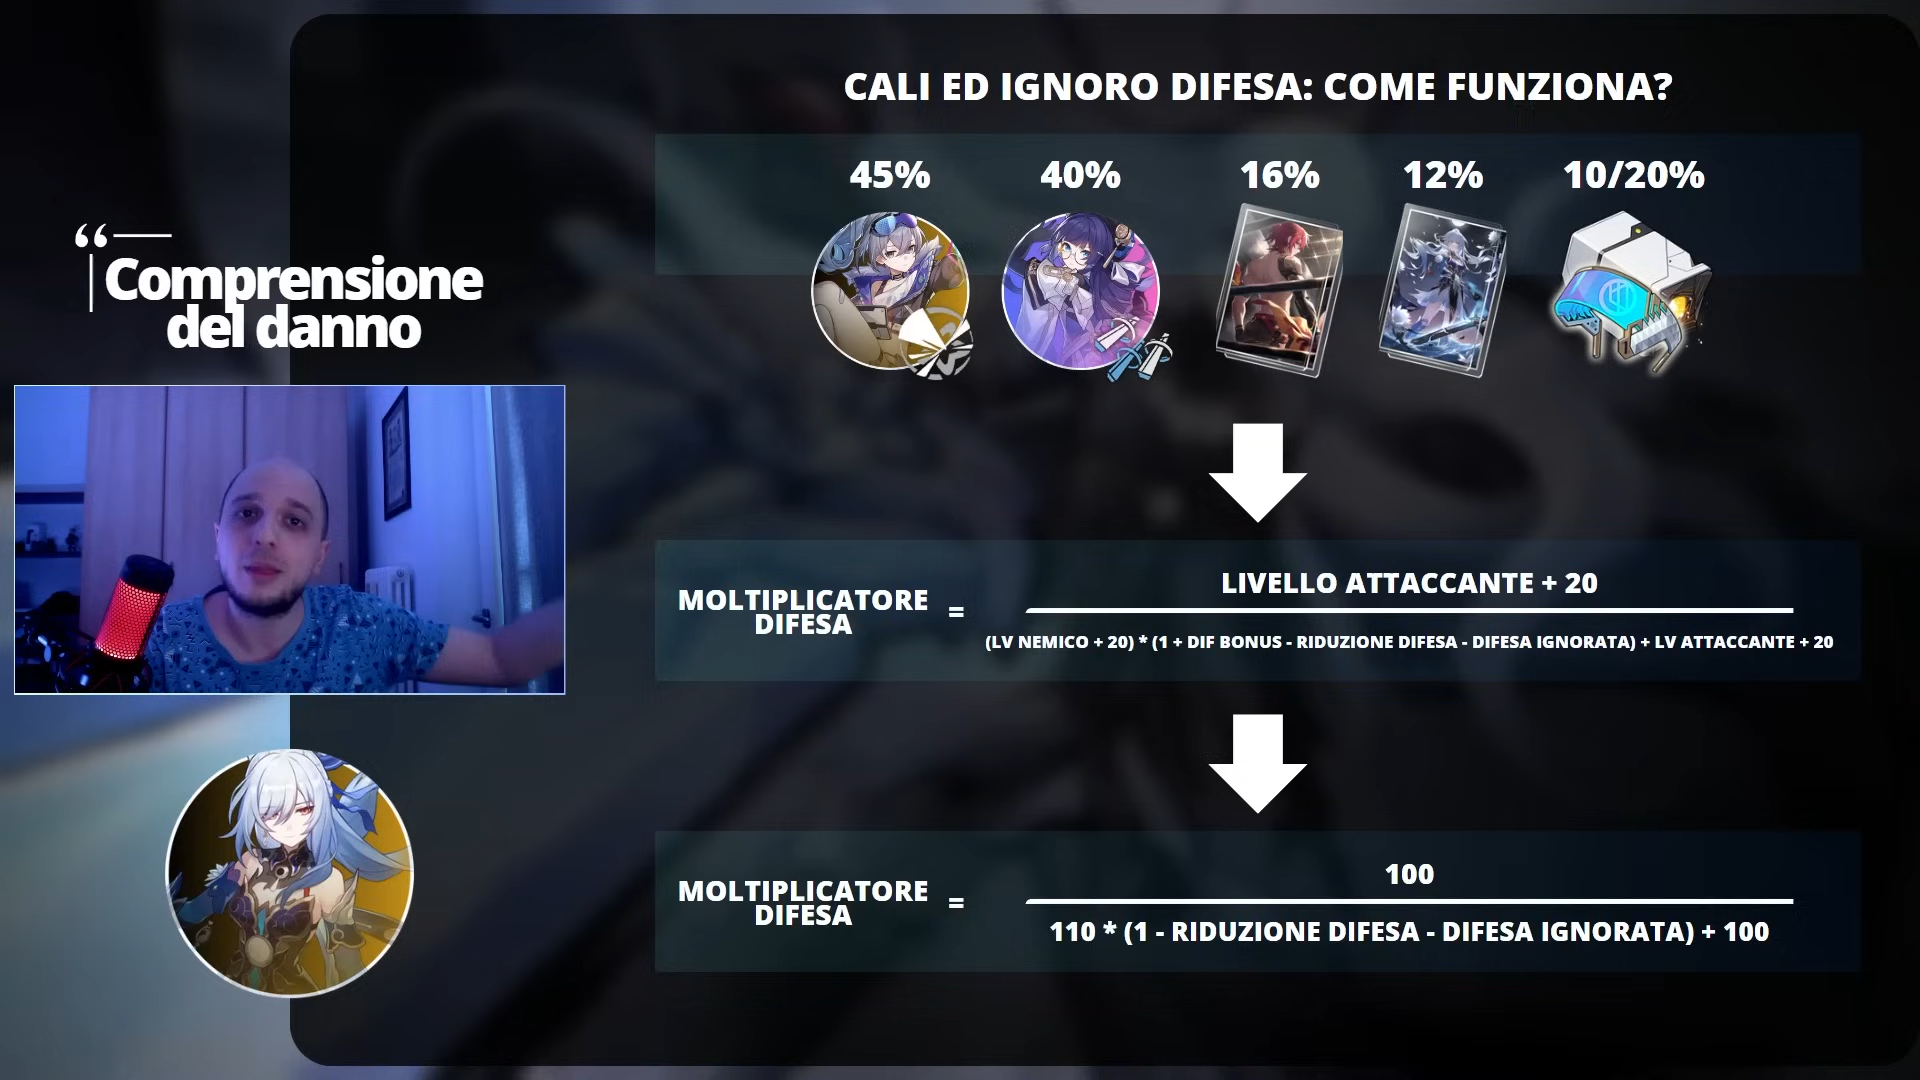 CALI ED IGNORO DIFESA: COME FUNZIONA?
45% 40% 16% 12% 10/20%
“
Comprensione
del danno
MOLTIPLICATORE
DIFESA
=
LIVELLO ATTACCANTE + 20
(LV NEMICO + 20) * (1 + DIF BONUS - RIDUZIONE DIFESA - DIFESA IGNORATA) + LV ATTACCANTE + 20
MOLTIPLICATORE
DIFESA
=
100
110 * (1 - RIDUZIONE DIFESA - DIFESA IGNORATA) + 100